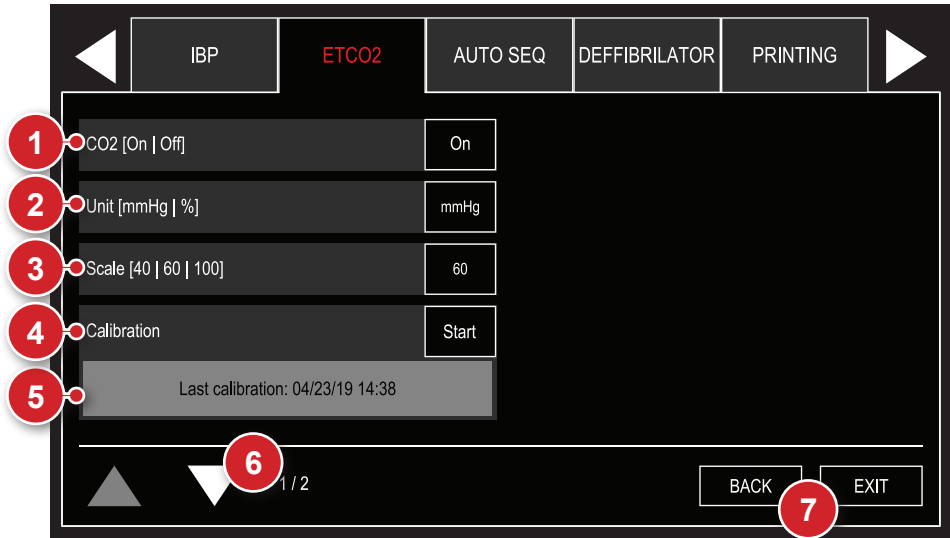 IBP
ETCO2
AUTO SEQ
DEFFIBRILATOR
PRINTING
1
CO2 [On | Off]
On
2
Unit [mmHg | %]
mmHg
3
Scale [40 | 60 | 100]
60
4
Calibration
Start
5
Last calibration: 04/23/19 14:38
6
1 / 2
BACK
7
EXIT